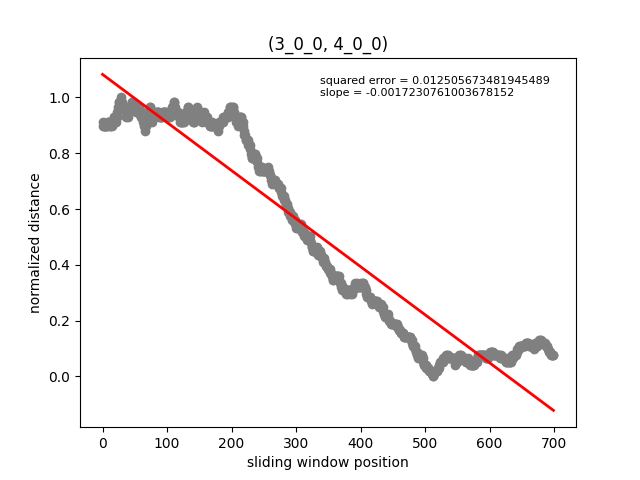 (3_0_0, 4_0_0)
squared error = 0.012505673481945489
slope = -0.0017230761003678152
1.0
0.8
0.6
0.4
0.2
0.0
normalized distance
0 100 200 300 400 500 600 700
sliding window position